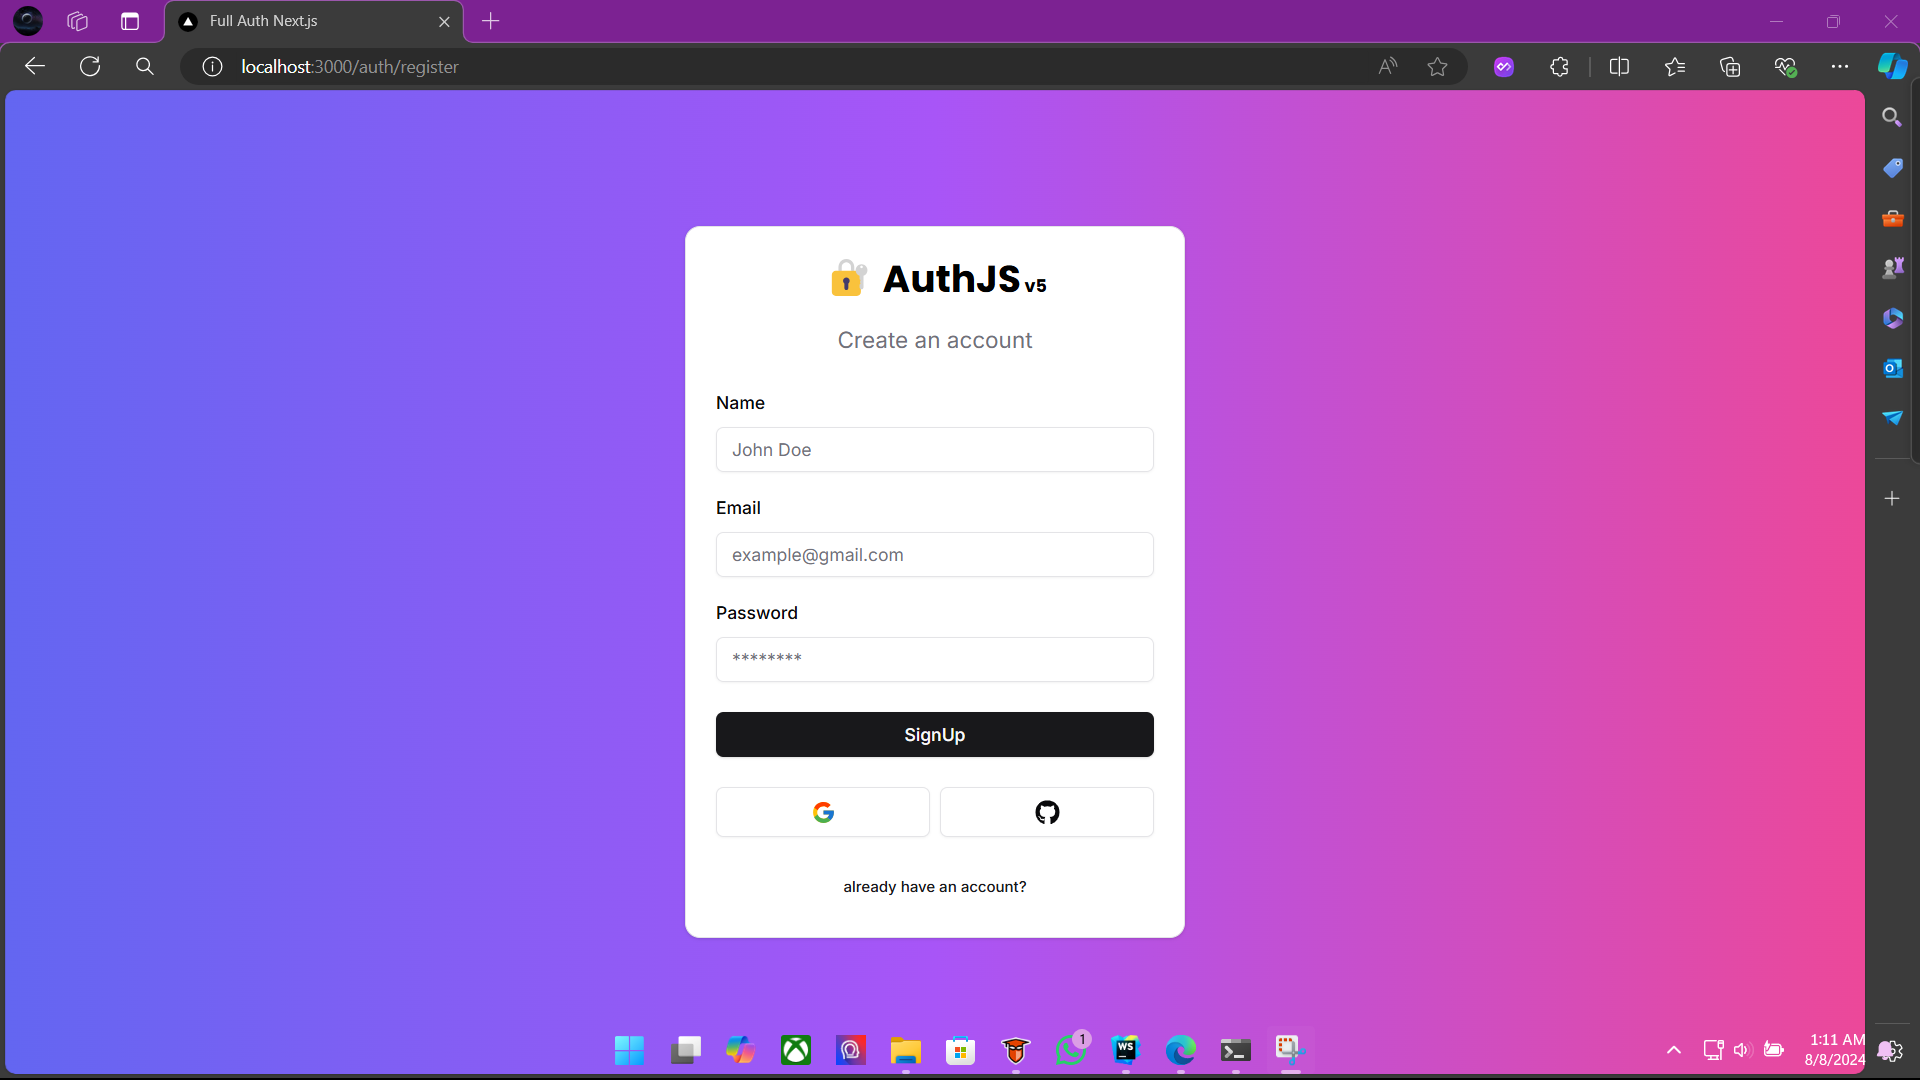 Full Auth Next.js
localhost:3000/auth/register
🔐 AuthJS v5
Create an account
Name
John Doe
Email
example@gmail.com
Password
********
SignUp
already have an account?
1
WS
1:11 AM
8/8/2024